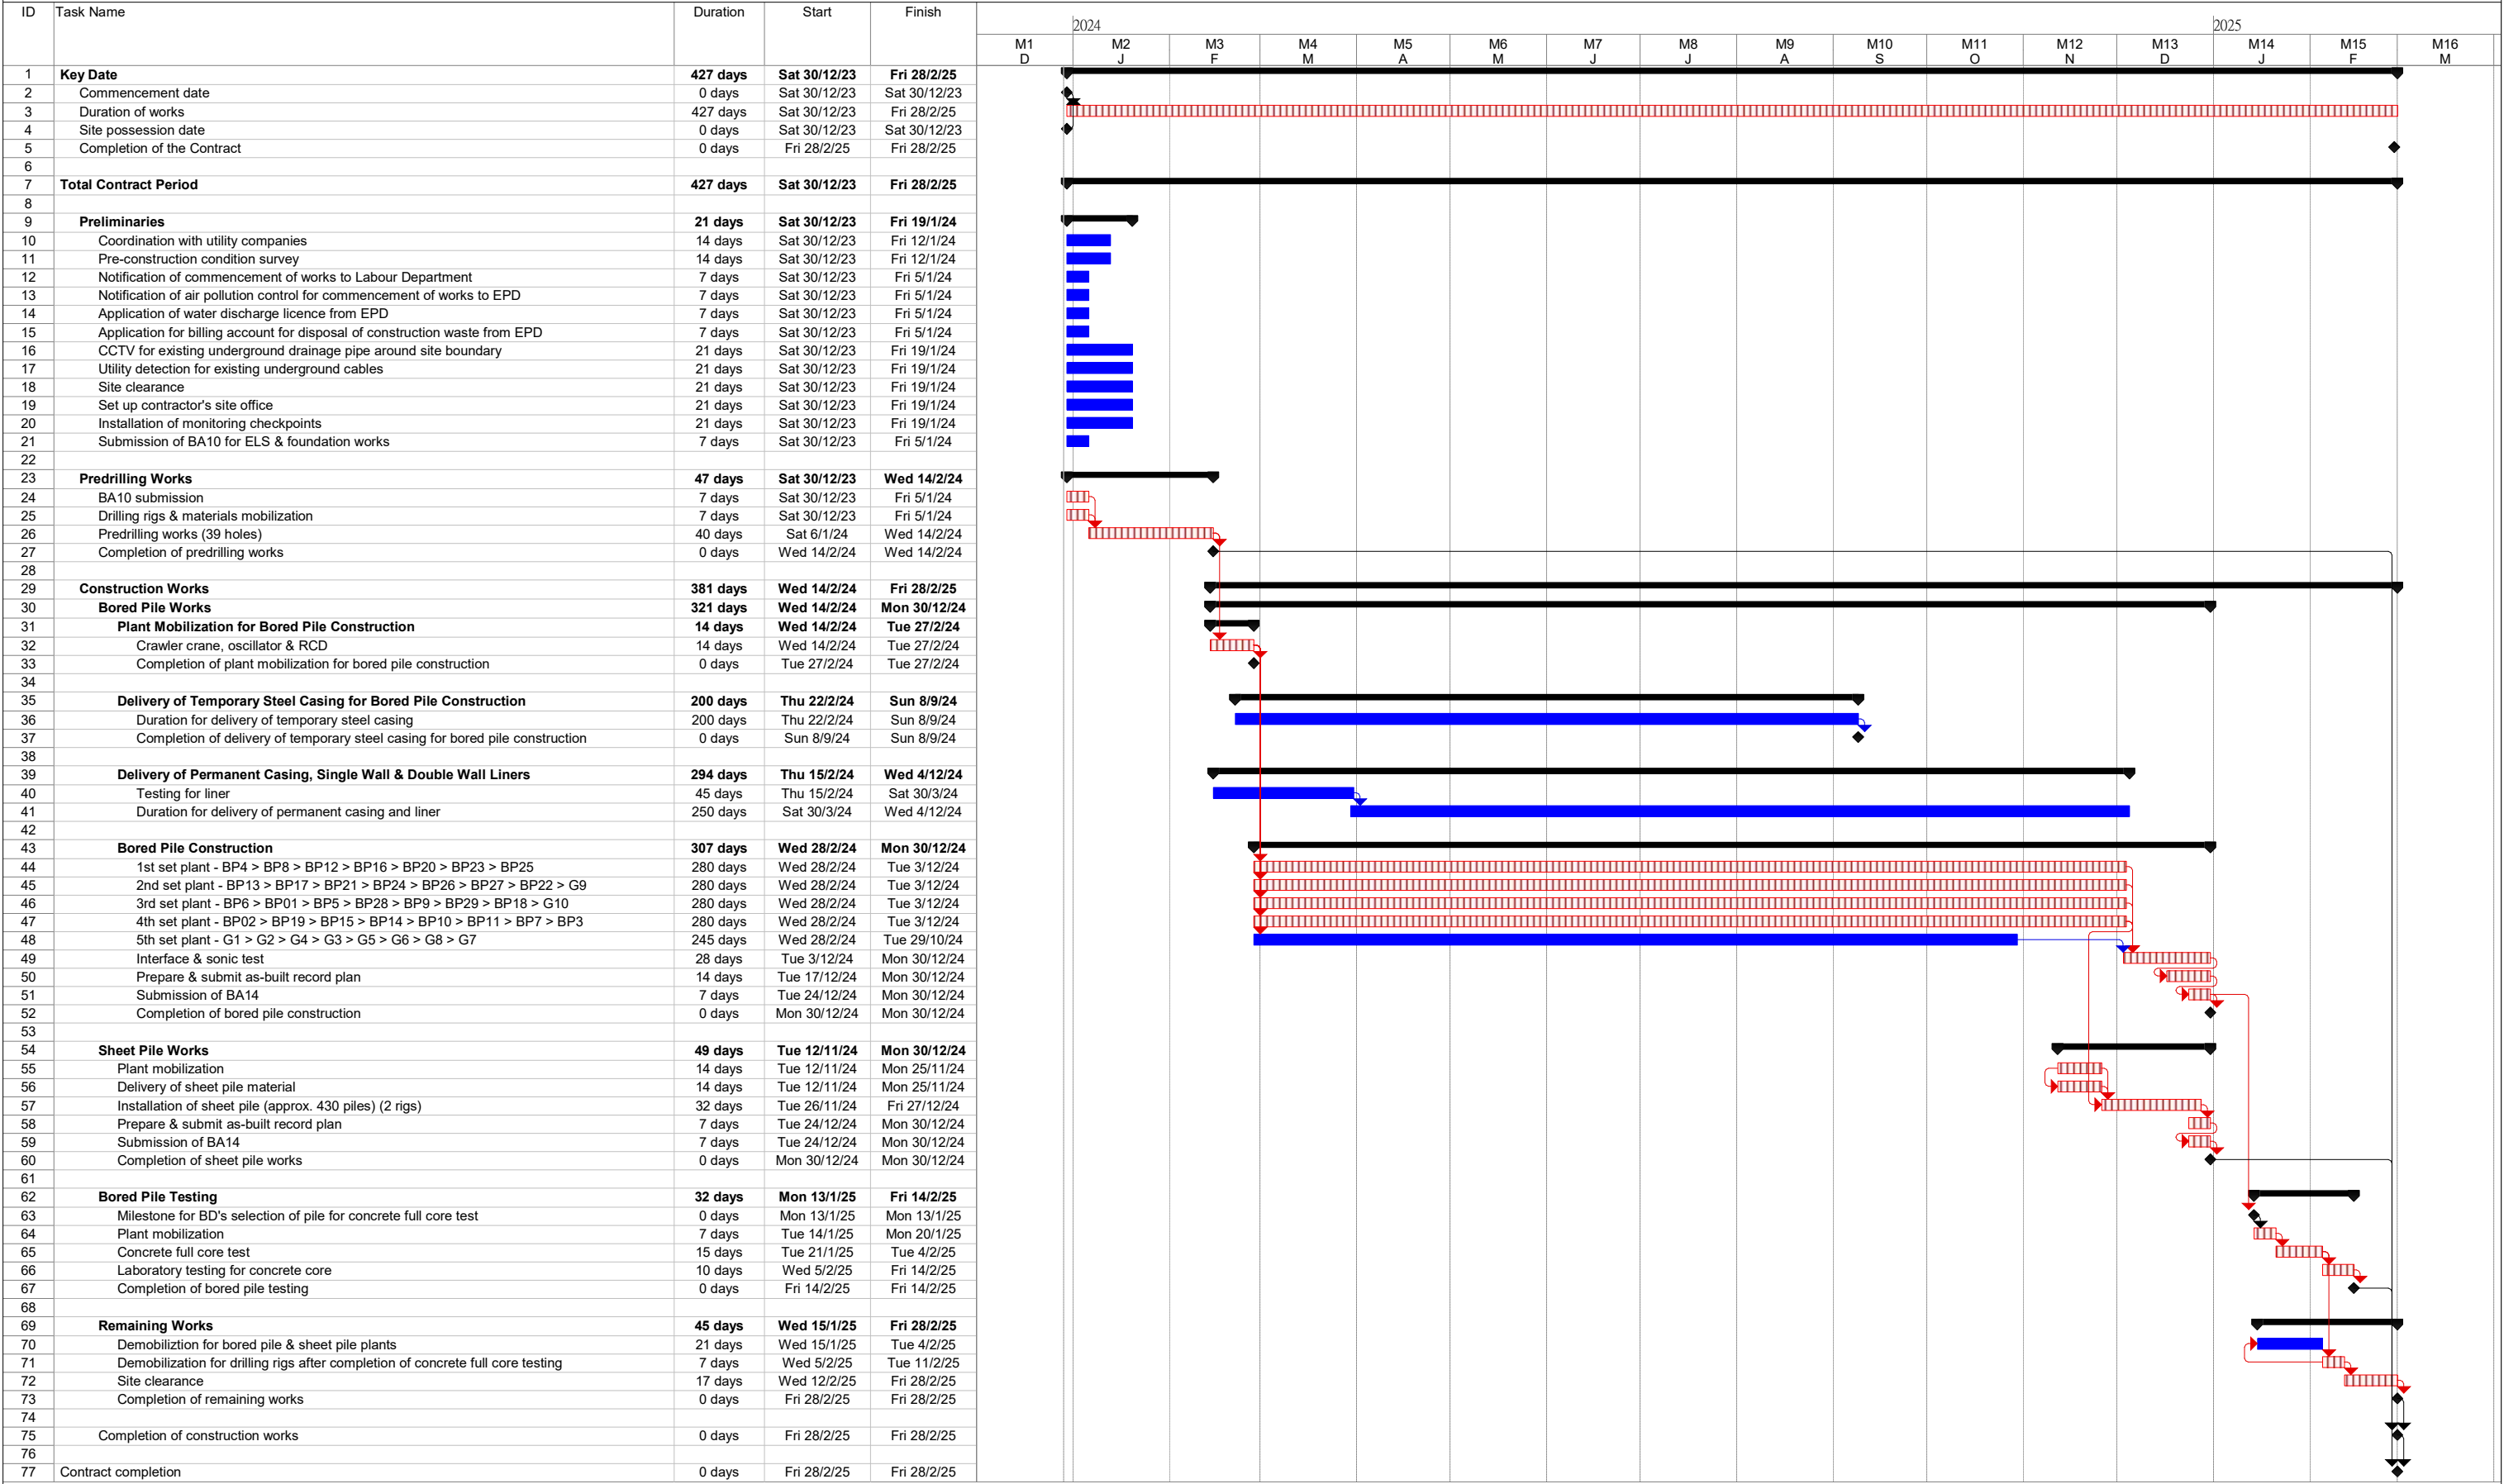 ID Task Name Duration Start Finish
2024 2025
M1 M2 M3 M4 M5 M6 M7 M8 M9 M10 M11 M12 M13 M14 M15 M16
D J F M A M J J A S O N D J F M
1 Key Date 427 days Sat 30/12/23 Fri 28/2/25
2 Commencement date 0 days Sat 30/12/23 Sat 30/12/23
3 Duration of works 427 days Sat 30/12/23 Fri 28/2/25
4 Site possession date 0 days Sat 30/12/23 Sat 30/12/23
5 Completion of the Contract 0 days Fri 28/2/25 Fri 28/2/25
6
7 Total Contract Period 427 days Sat 30/12/23 Fri 28/2/25
8
9 Preliminaries 21 days Sat 30/12/23 Fri 19/1/24
10 Coordination with utility companies 14 days Sat 30/12/23 Fri 12/1/24
11 Pre-construction condition survey 14 days Sat 30/12/23 Fri 12/1/24
12 Notification of commencement of works to Labour Department 7 days Sat 30/12/23 Fri 5/1/24
13 Notification of air pollution control for commencement of works to EPD 7 days Sat 30/12/23 Fri 5/1/24
14 Application of water discharge licence from EPD 7 days Sat 30/12/23 Fri 5/1/24
15 Application for billing account for disposal of construction waste from EPD 7 days Sat 30/12/23 Fri 5/1/24
16 CCTV for existing underground drainage pipe around site boundary 21 days Sat 30/12/23 Fri 19/1/24
17 Utility detection for existing underground cables 21 days Sat 30/12/23 Fri 19/1/24
18 Site clearance 21 days Sat 30/12/23 Fri 19/1/24
19 Set up contractor's site office 21 days Sat 30/12/23 Fri 19/1/24
20 Installation of monitoring checkpoints 21 days Sat 30/12/23 Fri 19/1/24
21 Submission of BA10 for ELS & foundation works 7 days Sat 30/12/23 Fri 5/1/24
22
23 Predrilling Works 47 days Sat 30/12/23 Wed 14/2/24
24 BA10 submission 7 days Sat 30/12/23 Fri 5/1/24
25 Drilling rigs & materials mobilization 7 days Sat 30/12/23 Fri 5/1/24
26 Predrilling works (39 holes) 40 days Sat 6/1/24 Wed 14/2/24
27 Completion of predrilling works 0 days Wed 14/2/24 Wed 14/2/24
28
29 Construction Works 381 days Wed 14/2/24 Fri 28/2/25
30 Bored Pile Works 321 days Wed 14/2/24 Mon 30/12/24
31 Plant Mobilization for Bored Pile Construction 14 days Wed 14/2/24 Tue 27/2/24
32 Crawler crane, oscillator & RCD 14 days Wed 14/2/24 Tue 27/2/24
33 Completion of plant mobilization for bored pile construction 0 days Tue 27/2/24 Tue 27/2/24
34
35 Delivery of Temporary Steel Casing for Bored Pile Construction 200 days Thu 22/2/24 Sun 8/9/24
36 Duration for delivery of temporary steel casing 200 days Thu 22/2/24 Sun 8/9/24
37 Completion of delivery of temporary steel casing for bored pile construction 0 days Sun 8/9/24 Sun 8/9/24
38
39 Delivery of Permanent Casing, Single Wall & Double Wall Liners 294 days Thu 15/2/24 Wed 4/12/24
40 Testing for liner 45 days Thu 15/2/24 Sat 30/3/24
41 Duration for delivery of permanent casing and liner 250 days Sat 30/3/24 Wed 4/12/24
42
43 Bored Pile Construction 307 days Wed 28/2/24 Mon 30/12/24
44 1st set plant - BP4 > BP8 > BP12 > BP16 > BP20 > BP23 > BP25 280 days Wed 28/2/24 Tue 3/12/24
45 2nd set plant - BP13 > BP17 > BP21 > BP24 > BP26 > BP27 > BP22 > G9 280 days Wed 28/2/24 Tue 3/12/24
46 3rd set plant - BP6 > BP01 > BP5 > BP28 > BP9 > BP29 > BP18 > G10 280 days Wed 28/2/24 Tue 3/12/24
47 4th set plant - BP02 > BP19 > BP15 > BP14 > BP10 > BP11 > BP7 > BP3 280 days Wed 28/2/24 Tue 3/12/24
48 5th set plant - G1 > G2 > G4 > G3 > G5 > G6 > G8 > G7 245 days Wed 28/2/24 Tue 29/10/24
49 Interface & sonic test 28 days Tue 3/12/24 Mon 30/12/24
50 Prepare & submit as-built record plan 14 days Tue 17/12/24 Mon 30/12/24
51 Submission of BA14 7 days Tue 24/12/24 Mon 30/12/24
52 Completion of bored pile construction 0 days Mon 30/12/24 Mon 30/12/24
53
54 Sheet Pile Works 49 days Tue 12/11/24 Mon 30/12/24
55 Plant mobilization 14 days Tue 12/11/24 Mon 25/11/24
56 Delivery of sheet pile material 14 days Tue 12/11/24 Mon 25/11/24
57 Installation of sheet pile (approx. 430 piles) (2 rigs) 32 days Tue 26/11/24 Fri 27/12/24
58 Prepare & submit as-built record plan 7 days Tue 24/12/24 Mon 30/12/24
59 Submission of BA14 7 days Tue 24/12/24 Mon 30/12/24
60 Completion of sheet pile works 0 days Mon 30/12/24 Mon 30/12/24
61
62 Bored Pile Testing 32 days Mon 13/1/25 Fri 14/2/25
63 Milestone for BD's selection of pile for concrete full core test 0 days Mon 13/1/25 Mon 13/1/25
64 Plant mobilization 7 days Tue 14/1/25 Mon 20/1/25
65 Concrete full core test 15 days Tue 21/1/25 Tue 4/2/25
66 Laboratory testing for concrete core 10 days Wed 5/2/25 Fri 14/2/25
67 Completion of bored pile testing 0 days Fri 14/2/25 Fri 14/2/25
68
69 Remaining Works 45 days Wed 15/1/25 Fri 28/2/25
70 Demobiliztion for bored pile & sheet pile plants 21 days Wed 15/1/25 Tue 4/2/25
71 Demobilization for drilling rigs after completion of concrete full core testing 7 days Wed 5/2/25 Tue 11/2/25
72 Site clearance 17 days Wed 12/2/25 Fri 28/2/25
73 Completion of remaining works 0 days Fri 28/2/25 Fri 28/2/25
74
75 Completion of construction works 0 days Fri 28/2/25 Fri 28/2/25
76
77 Contract completion 0 days Fri 28/2/25 Fri 28/2/25